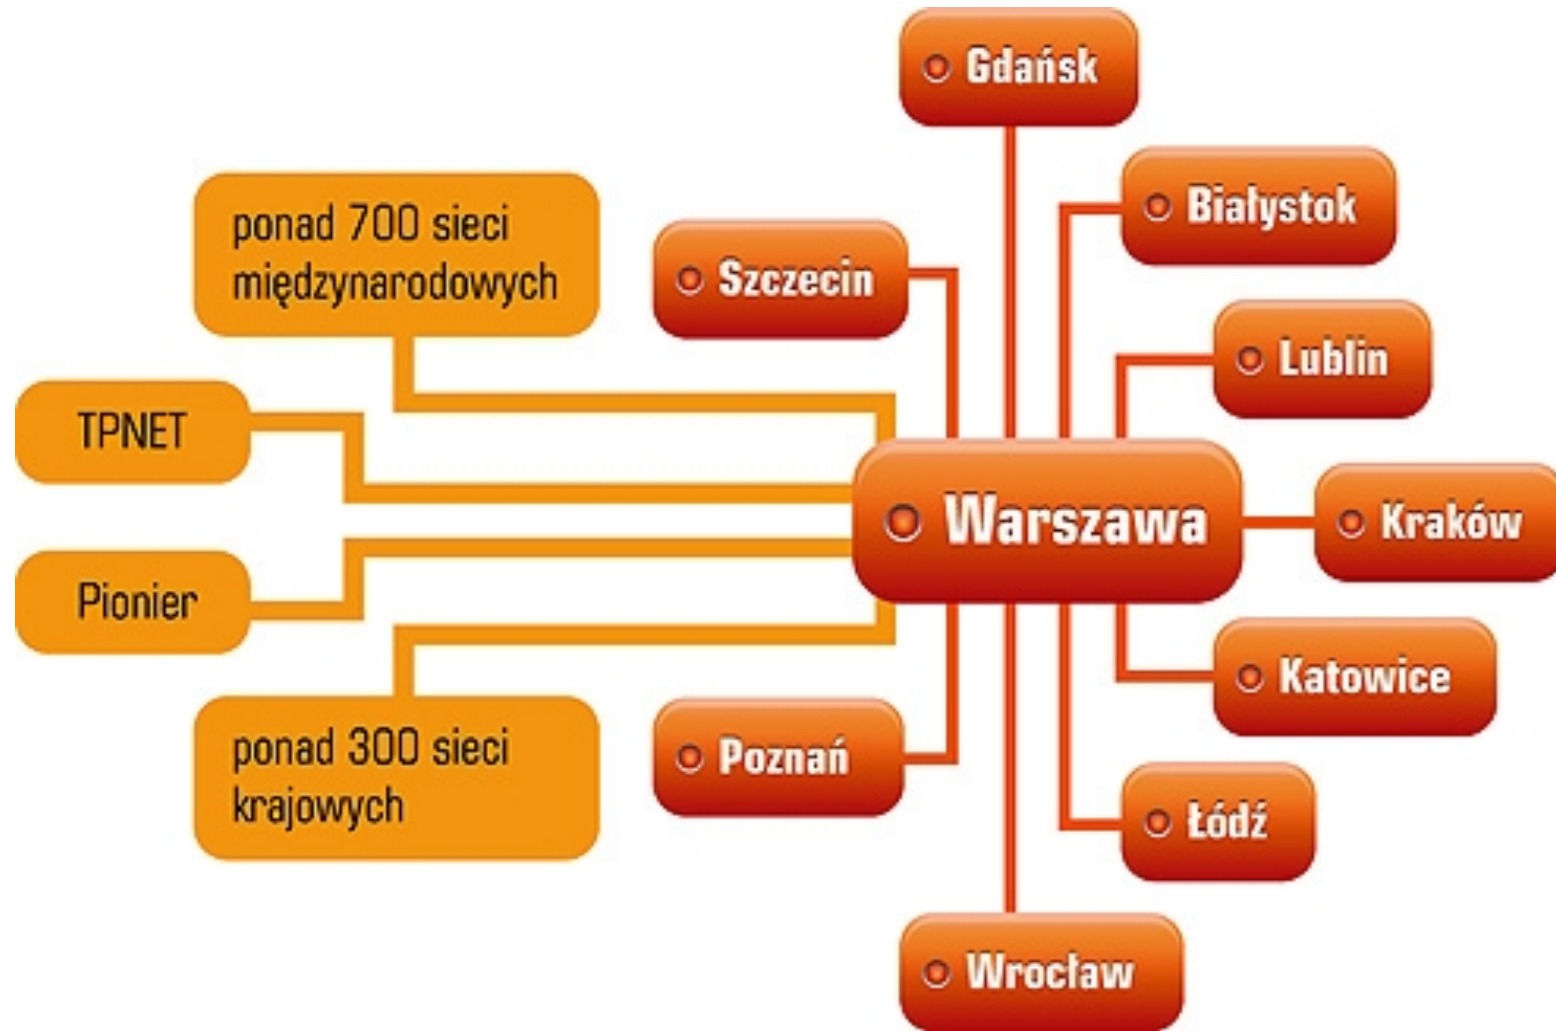 Gdańsk
Białystok
ponad 700 sieci
międzynarodowych
Szczecin
Lublin
TPNET
Warszawa
Kraków
Pionier
Katowice
ponad 300 sieci
krajowych
Poznań
Łódź
Wrocław